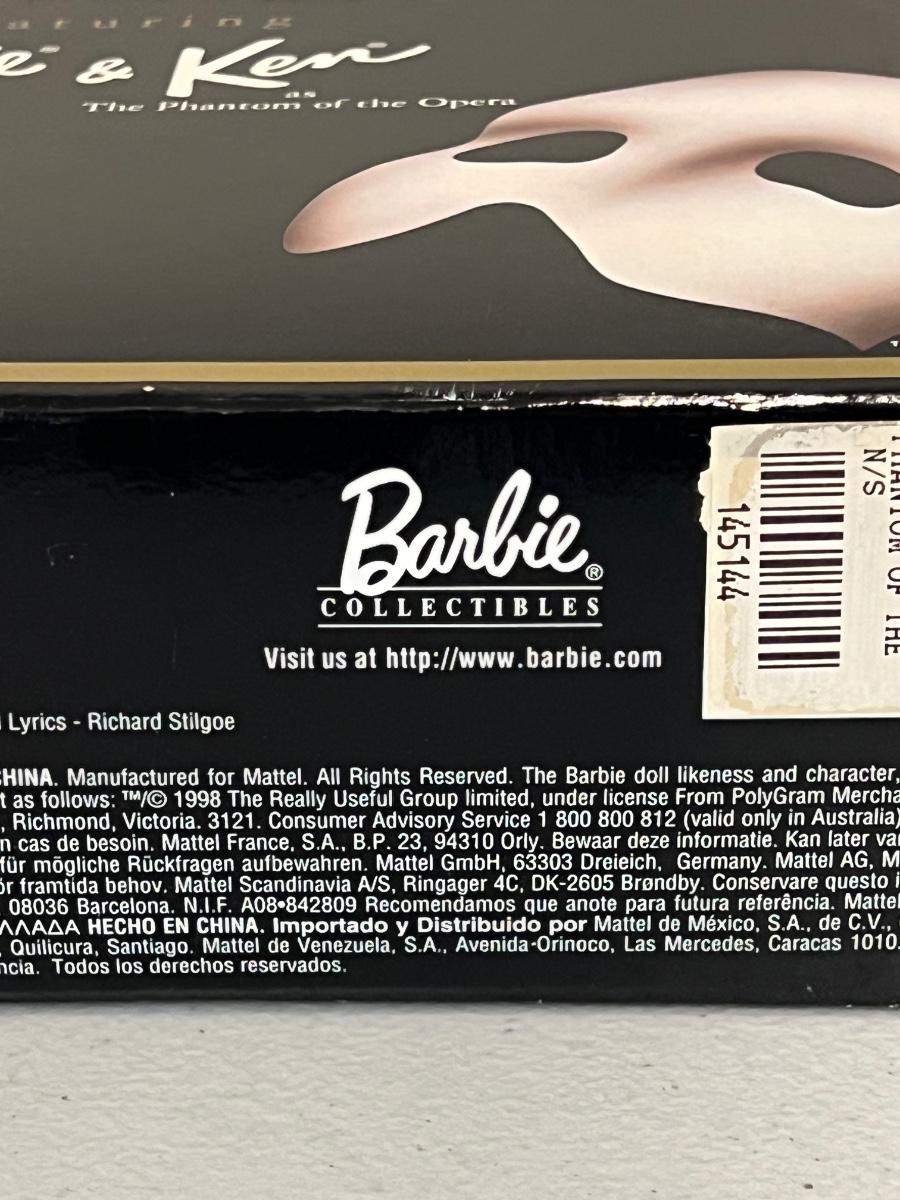 aturing
& Ken
as
The Phantom of the Opera
Barbie®
COLLECTIBLES
Visit us at http://www.barbie.com
PHANTOM OF THE
N/S
145144
Lyrics - Richard Stilgoe
CHINA. Manufactured for Mattel. All Rights Reserved. The Barbie doll likeness and character,
t as follows: ™/© 1998 The Really Useful Group limited, under license From PolyGram Mercha
, Richmond, Victoria. 3121. Consumer Advisory Service 1 800 800 812 (valid only in Australia)
n cas de besoin. Mattel France, S.A., B.P. 23, 94310 Orly. Bewaar deze informatie. Kan later va
für mögliche Rückfragen aufbewahren. Mattel GmbH, 63303 Dreieich, Germany. Mattel AG, M
ör framtida behov. Mattel Scandinavia A/S, Ringager 4C, DK-2605 Brøndby. Conservare questo i
08036 Barcelona. N.I.F. A08•842809 Recomendamos que anote para futura referência. Mattel
ΛΛΑΔΑ HECHO EN CHINA. Importado y Distribuido por Mattel de México, S.A., de C.V.,
, Quilicura, Santiago. Mattel de Venezuela, S.A., Avenida-Orinoco, Las Mercedes, Caracas 1010.
ncia. Todos los derechos reservados.